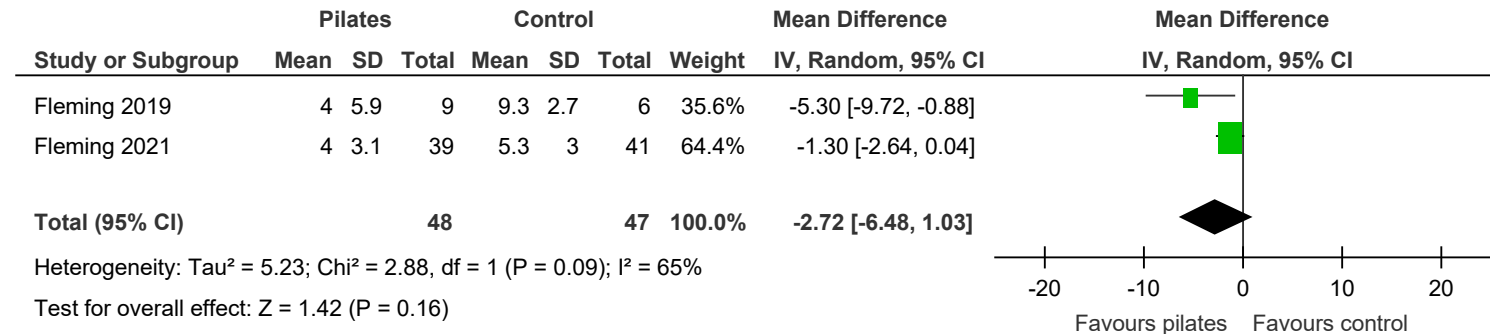 Pilates Control Mean Difference Mean Difference
Study or Subgroup Mean SD Total Mean SD Total Weight IV, Random, 95% CI IV, Random, 95% CI
Fleming 2019 4 5.9 9 9.3 2.7 6 35.6% -5.30 [-9.72, -0.88]
Fleming 2021 4 3.1 39 5.3 3 41 64.4% -1.30 [-2.64, 0.04]
Total (95% CI) 48 47 100.0% -2.72 [-6.48, 1.03]
Heterogeneity: Tau² = 5.23; Chi² = 2.88, df = 1 (P = 0.09); I² = 65%
Test for overall effect: Z = 1.42 (P = 0.16)
-20 -10 0 10 20
Favours pilates Favours control